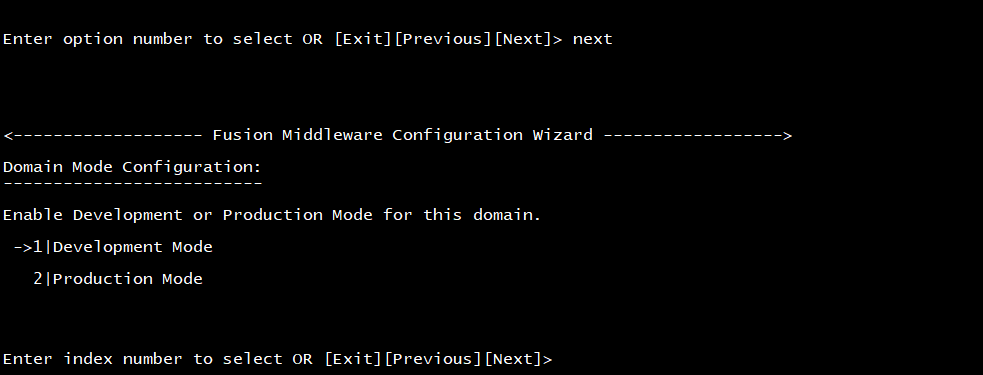 Enter option number to select OR [Exit][Previous][Next]> next
<------------------- Fusion Middleware Configuration Wizard ------------------>
Domain Mode Configuration:
--------------------------
Enable Development or Production Mode for this domain.
->1|Development Mode
2|Production Mode
Enter index number to select OR [Exit][Previous][Next]>